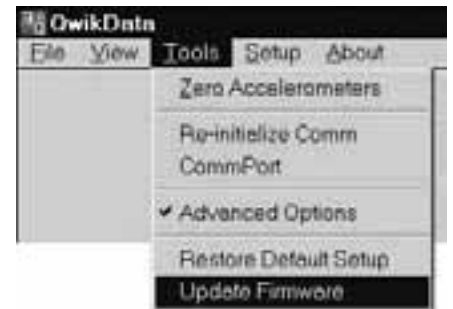 QwikData
File View Tools Setup About
Zero Accelerometers
Re-initialize Comm
CommPort
✔ Advanced Options
Restore Default Setup
Update Firmware